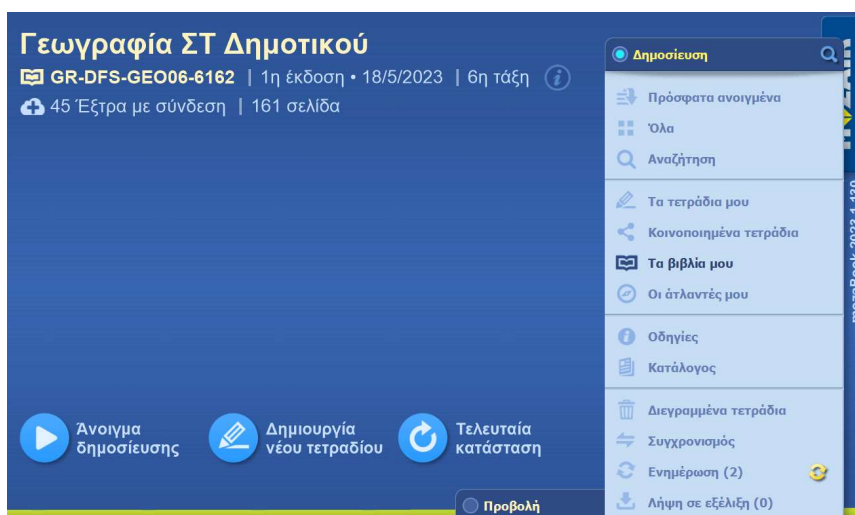 Γεωγραφία ΣΤ Δημοτικού
GR-DFS-GEO06-6162 | 1η έκδοση • 18/5/2023 | 6η τάξη
45 Έξτρα με σύνδεση | 161 σελίδα
Άνοιγμα
δημοσίευσης
Δημιουργία
νέου τετραδίου
Τελευταία
κατάσταση
Προβολή
Δημοσίευση
Πρόσφατα ανοιγμένα
Όλα
Αναζήτηση
Τα τετράδια μου
Κοινοποιημένα τετράδια
Τα βιβλία μου
Οι άτλαντές μου
Οδηγίες
Κατάλογος
Διεγραμμένα τετράδια
Συγχρονισμός
Ενημέρωση (2)
Λήψη σε εξέλιξη (0)